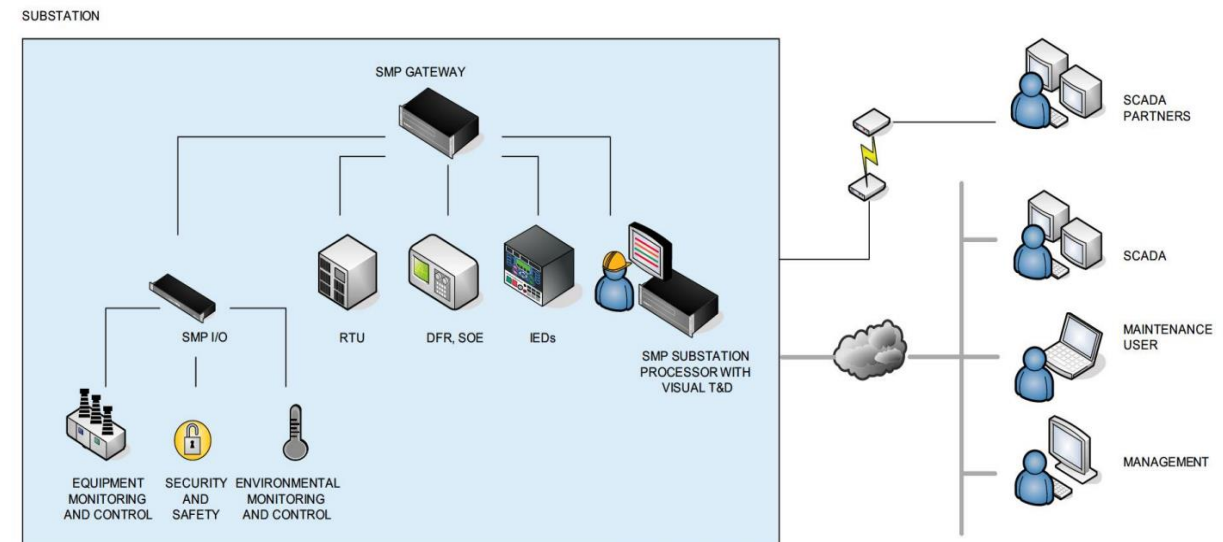 SUBSTATION
SMP GATEWAY
SCADA
PARTNERS
SCADA
SMP I/O
RTU
DFR, SOE
IEDs
SMP SUBSTATION
PROCESSOR WITH
VISUAL T&D
MAINTENANCE
USER
EQUIPMENT
MONITORING
AND CONTROL
SECURITY
AND
SAFETY
ENVIRONMENTAL
MONITORING
AND CONTROL
MANAGEMENT